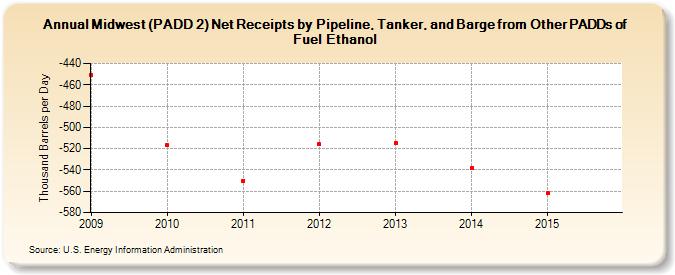 Annual Midwest (PADD 2) Net Receipts by Pipeline, Tanker, and Barge from Other PADDs of
Fuel Ethanol
Thousand Barrels per Day
-440
-460
-480
-500
-520
-540
-560
-580
2009 2010 2011 2012 2013 2014 2015
Source: U.S. Energy Information Administration